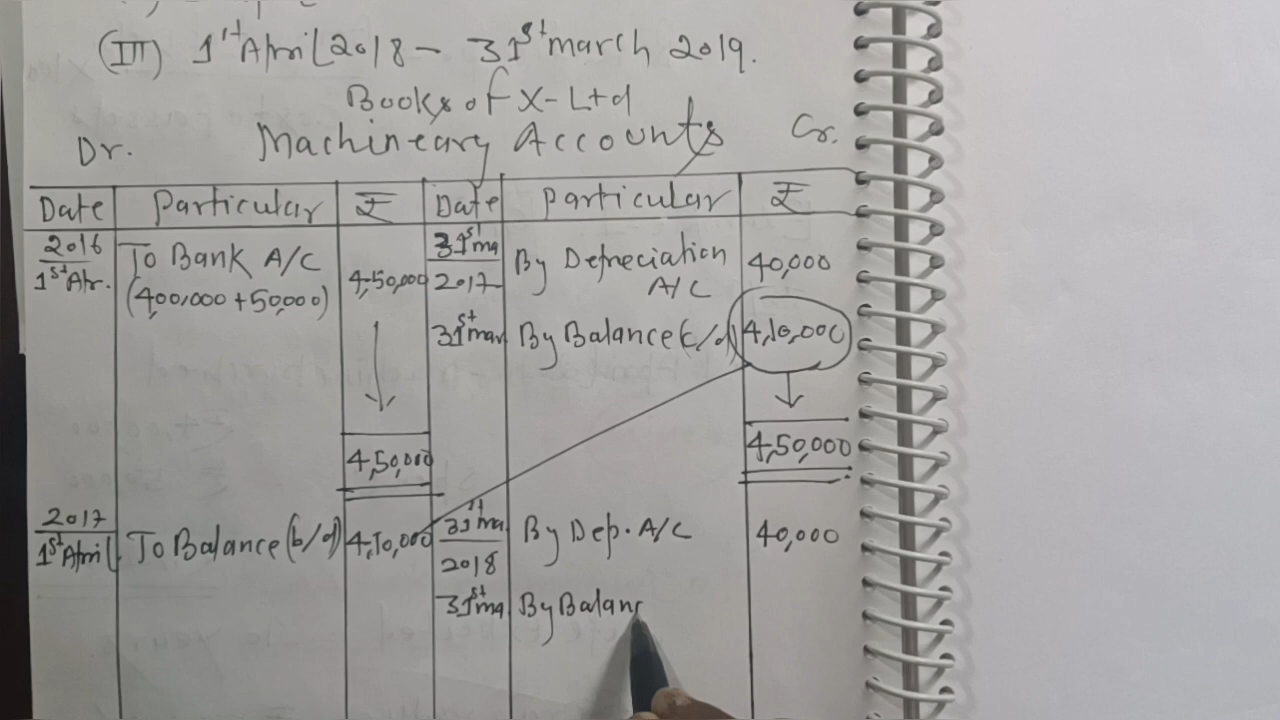 (III) 1st April 2018 - 31st march 2019.
Books of X-Ltd
Dr. Machineary Accounts Cr.
Date Particular ₹ Date Particular ₹
2016 1st Apr. To Bank A/C (400,000+50,000) 4,50,000 31st ma 2017 By Depreciation A/C 40,000
31st mar By Balance (c/d) 4,10,000
4,50,000 4,50,000
2017 1st April. To Balance (b/d) 4,10,000 31st ma. 2018 By Dep. A/C 40,000
31st ma By Balanc